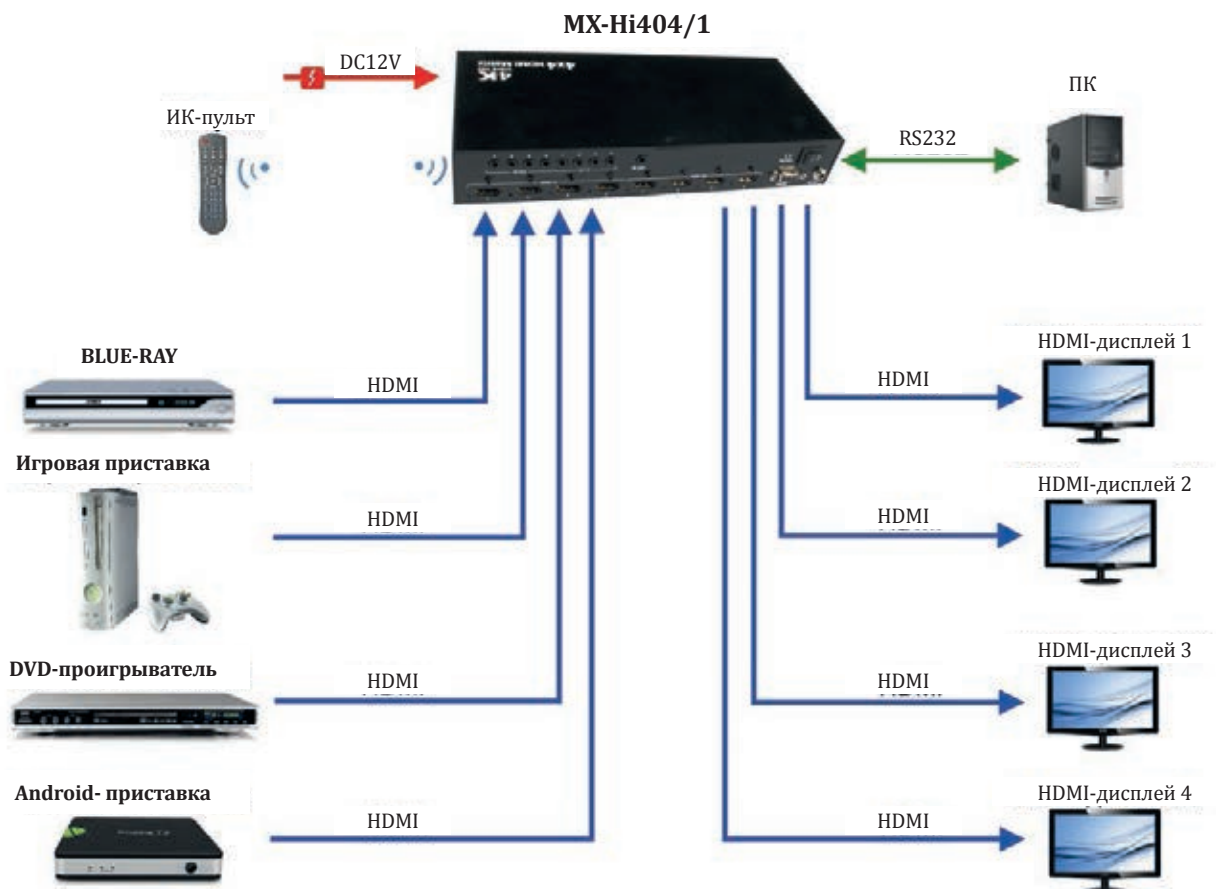 MX-Hi404/1
DC12V
ПК
ИК-пульт
RS232
4K
HDMI-дисплей 1
BLUE-RAY
HDMI
HDMI
Игровая приставка
HDMI-дисплей 2
HDMI
HDMI
HDMI-дисплей 3
DVD-проигрыватель
HDMI
HDMI
Android- приставка
HDMI-дисплей 4
HDMI
HDMI